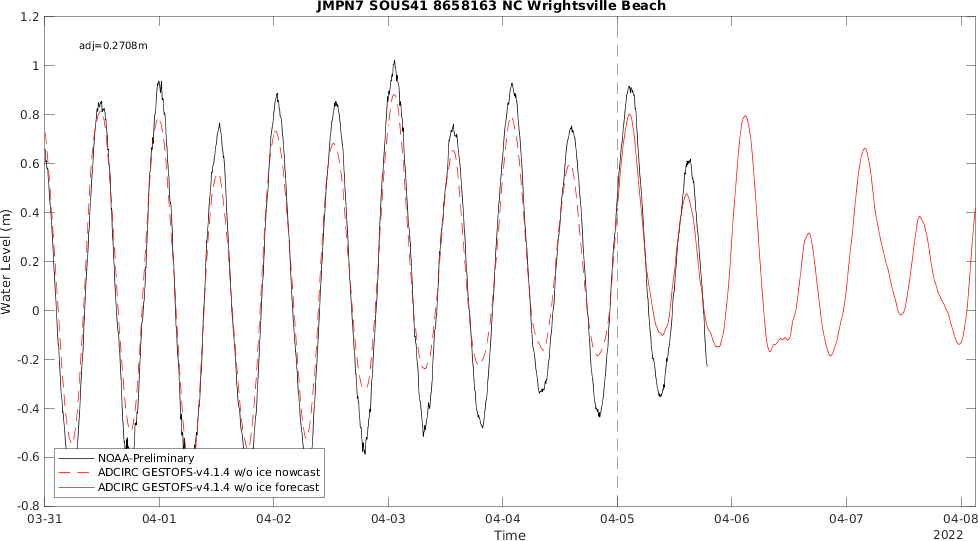 JMPN7 SOUS41 8658163 NC Wrightsville Beach
adj=0.2708m
1.2
1
0.8
0.6
0.4
0.2
0
-0.2
-0.4
-0.6
-0.8
Water Level (m)
NOAA-Preliminary
ADCIRC GESTOFS-v4.1.4 w/o ice nowcast
ADCIRC GESTOFS-v4.1.4 w/o ice forecast
03-31 04-01 04-02 04-03 04-04 04-05 04-06 04-07 04-08
Time
2022